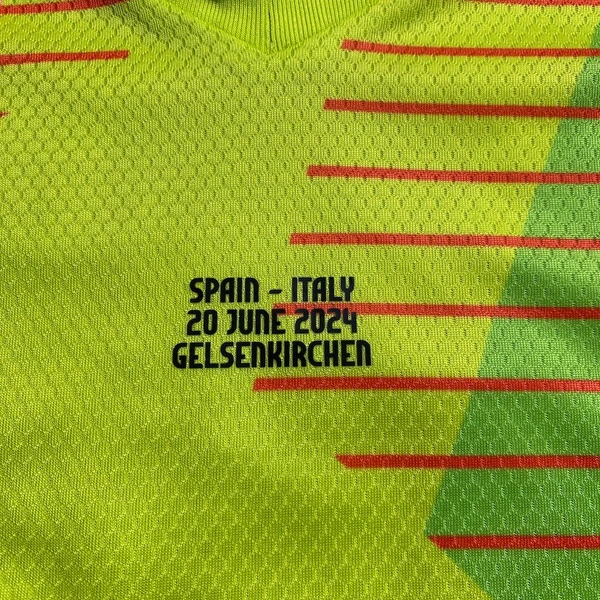 SPAIN - ITALY
20 JUNE 2024
GELSENKIRCHEN